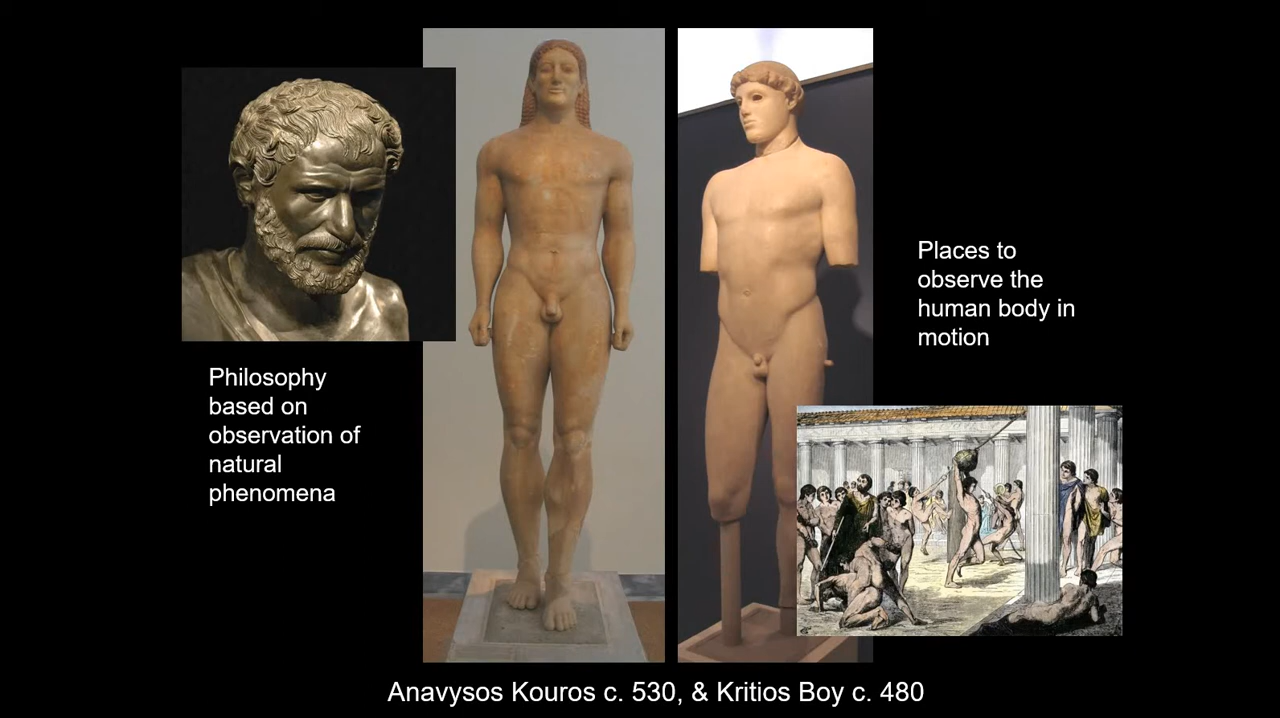 Philosophy
based on
observation of
natural
phenomena
Places to
observe the
human body in
motion
Anavysos Kouros c. 530, & Kritios Boy c. 480